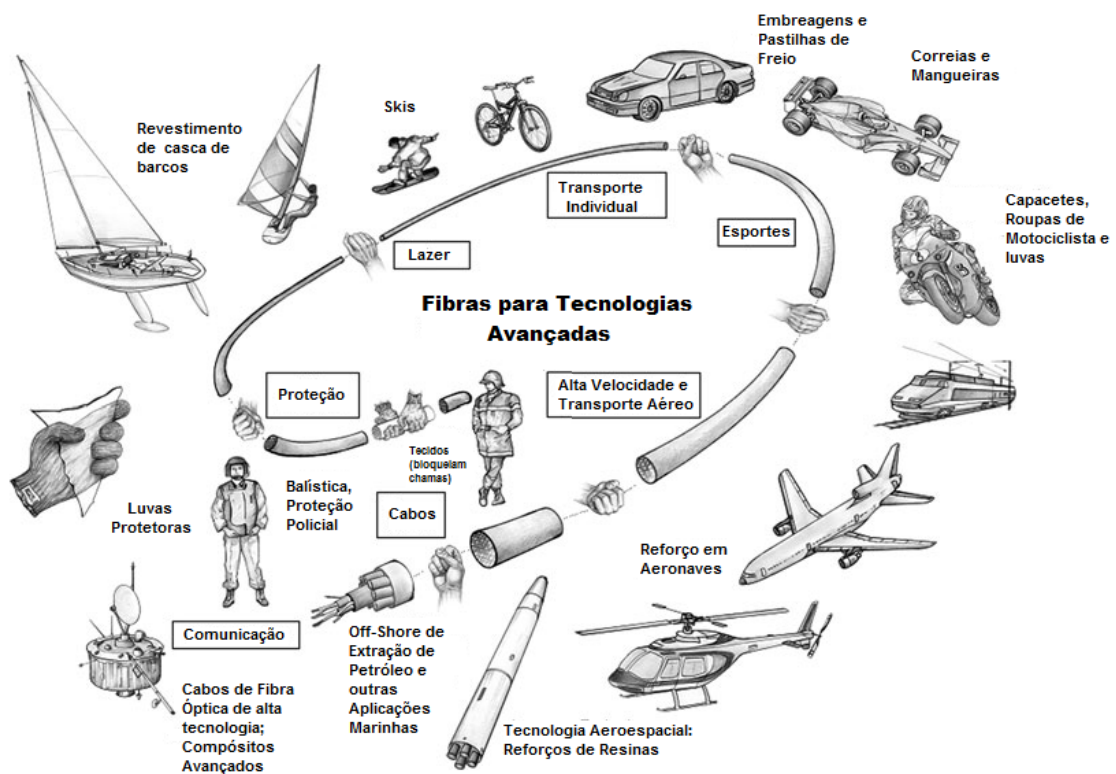 Embreagens e
Pastilhas de
Freio
Correias e
Mangueiras
Skis
Revestimento
de casca de
barcos
Transporte
Individual
Esportes
Capacetes,
Roupas de
Motociclista e
luvas
Lazer
Fibras para Tecnologias
Avançadas
Proteção
Alta Velocidade e
Transporte Aéreo
Tecidos
(bloqueiam
chamas)
Luvas
Protetoras
Balística,
Proteção
Policial
Cabos
Reforço em
Aeronaves
Comunicação
Off-Shore de
Extração de
Petróleo e
outras
Aplicações
Marinhas
Cabos de Fibra
Óptica de alta
tecnologia;
Compósitos
Avançados
Tecnologia Aeroespacial:
Reforços de Resinas